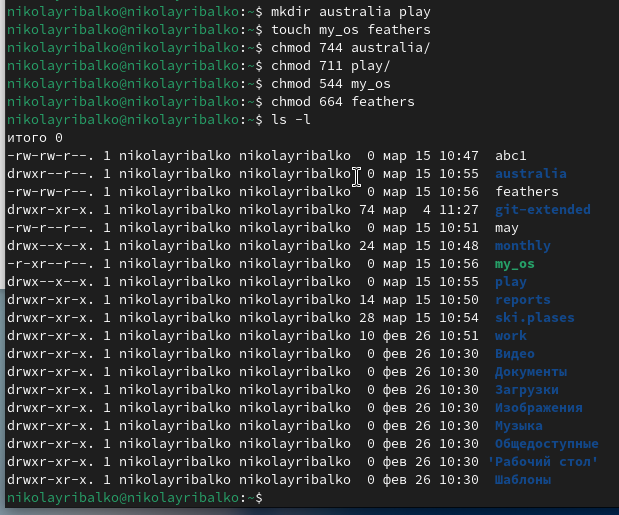 nikolayribalko@nikolayribalko:~$ mkdir australia play
nikolayribalko@nikolayribalko:~$ touch my_os feathers
nikolayribalko@nikolayribalko:~$ chmod 744 australia/
nikolayribalko@nikolayribalko:~$ chmod 711 play/
nikolayribalko@nikolayribalko:~$ chmod 544 my_os
nikolayribalko@nikolayribalko:~$ chmod 664 feathers
nikolayribalko@nikolayribalko:~$ ls -l
итого 0
-rw-rw-r--. 1 nikolayribalko nikolayribalko 0 мар 15 10:47 abc1
drwxr--r--. 1 nikolayribalko nikolayribalko 0 мар 15 10:55 australia
-rw-rw-r--. 1 nikolayribalko nikolayribalko 0 мар 15 10:56 feathers
drwxr-xr-x. 1 nikolayribalko nikolayribalko 74 мар 4 11:27 git-extended
-rw-r--r--. 1 nikolayribalko nikolayribalko 0 мар 15 10:51 may
drwx--x--x. 1 nikolayribalko nikolayribalko 24 мар 15 10:48 monthly
-r-xr--r--. 1 nikolayribalko nikolayribalko 0 мар 15 10:56 my_os
drwx--x--x. 1 nikolayribalko nikolayribalko 0 мар 15 10:55 play
drwxr-xr-x. 1 nikolayribalko nikolayribalko 14 мар 15 10:50 reports
drwxr-xr-x. 1 nikolayribalko nikolayribalko 28 мар 15 10:54 ski.plases
drwxr-xr-x. 1 nikolayribalko nikolayribalko 10 фев 26 10:51 work
drwxr-xr-x. 1 nikolayribalko nikolayribalko 0 фев 26 10:30 Видео
drwxr-xr-x. 1 nikolayribalko nikolayribalko 0 фев 26 10:30 Документы
drwxr-xr-x. 1 nikolayribalko nikolayribalko 0 фев 26 10:30 Загрузки
drwxr-xr-x. 1 nikolayribalko nikolayribalko 0 фев 26 10:30 Изображения
drwxr-xr-x. 1 nikolayribalko nikolayribalko 0 фев 26 10:30 Музыка
drwxr-xr-x. 1 nikolayribalko nikolayribalko 0 фев 26 10:30 Общедоступные
drwxr-xr-x. 1 nikolayribalko nikolayribalko 0 фев 26 10:30 'Рабочий стол'
drwxr-xr-x. 1 nikolayribalko nikolayribalko 0 фев 26 10:30 Шаблоны
nikolayribalko@nikolayribalko:~$